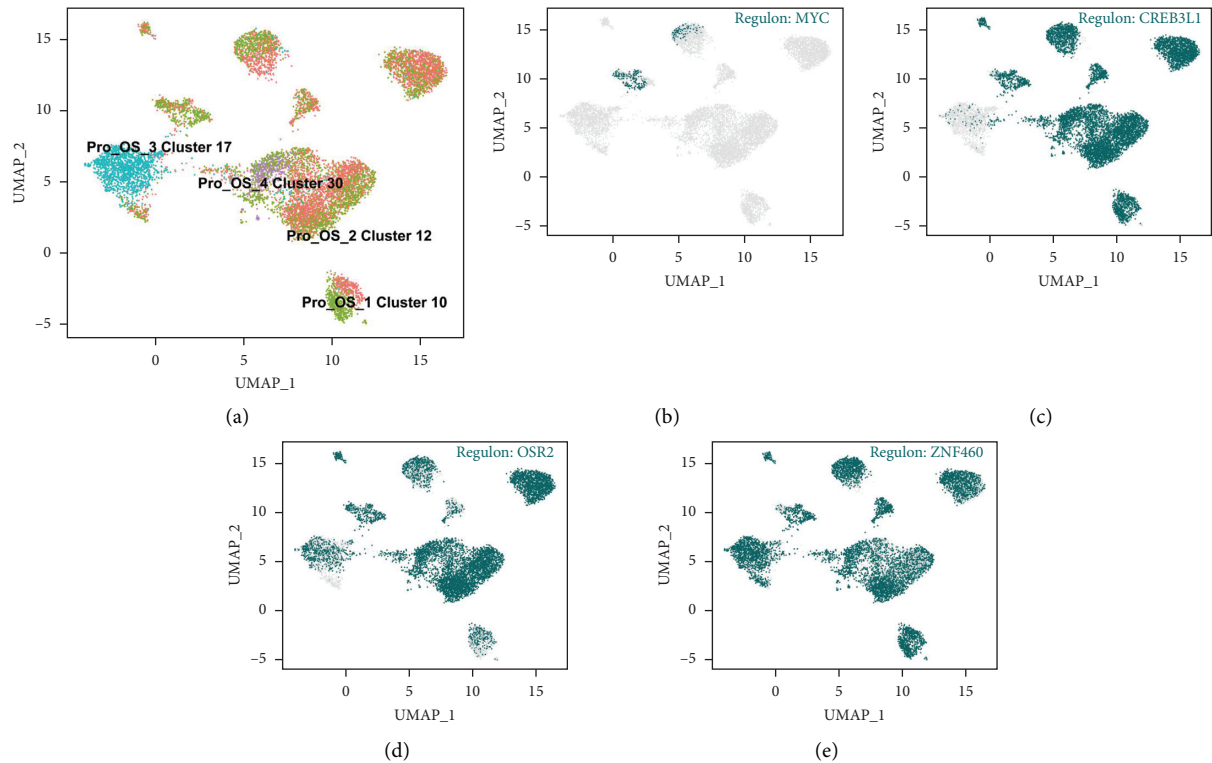 15
10
5
0
−5
UMAP_2
Pro_OS_3 Cluster 17
Pro_OS_4 Cluster 30
Pro_OS_2 Cluster 12
Pro_OS_1 Cluster 10
0
5
10
15
UMAP_1
(a)
Regulon: MYC
15
10
5
0
−5
UMAP_2
0
5
10
15
UMAP_1
(b)
Regulon: CREB3L1
15
10
5
0
−5
UMAP_2
0
5
10
15
UMAP_1
(c)
Regulon: OSR2
15
10
5
0
−5
UMAP_2
0
5
10
15
UMAP_1
(d)
Regulon: ZNF460
15
10
5
0
−5
UMAP_2
0
5
10
15
UMAP_1
(e)